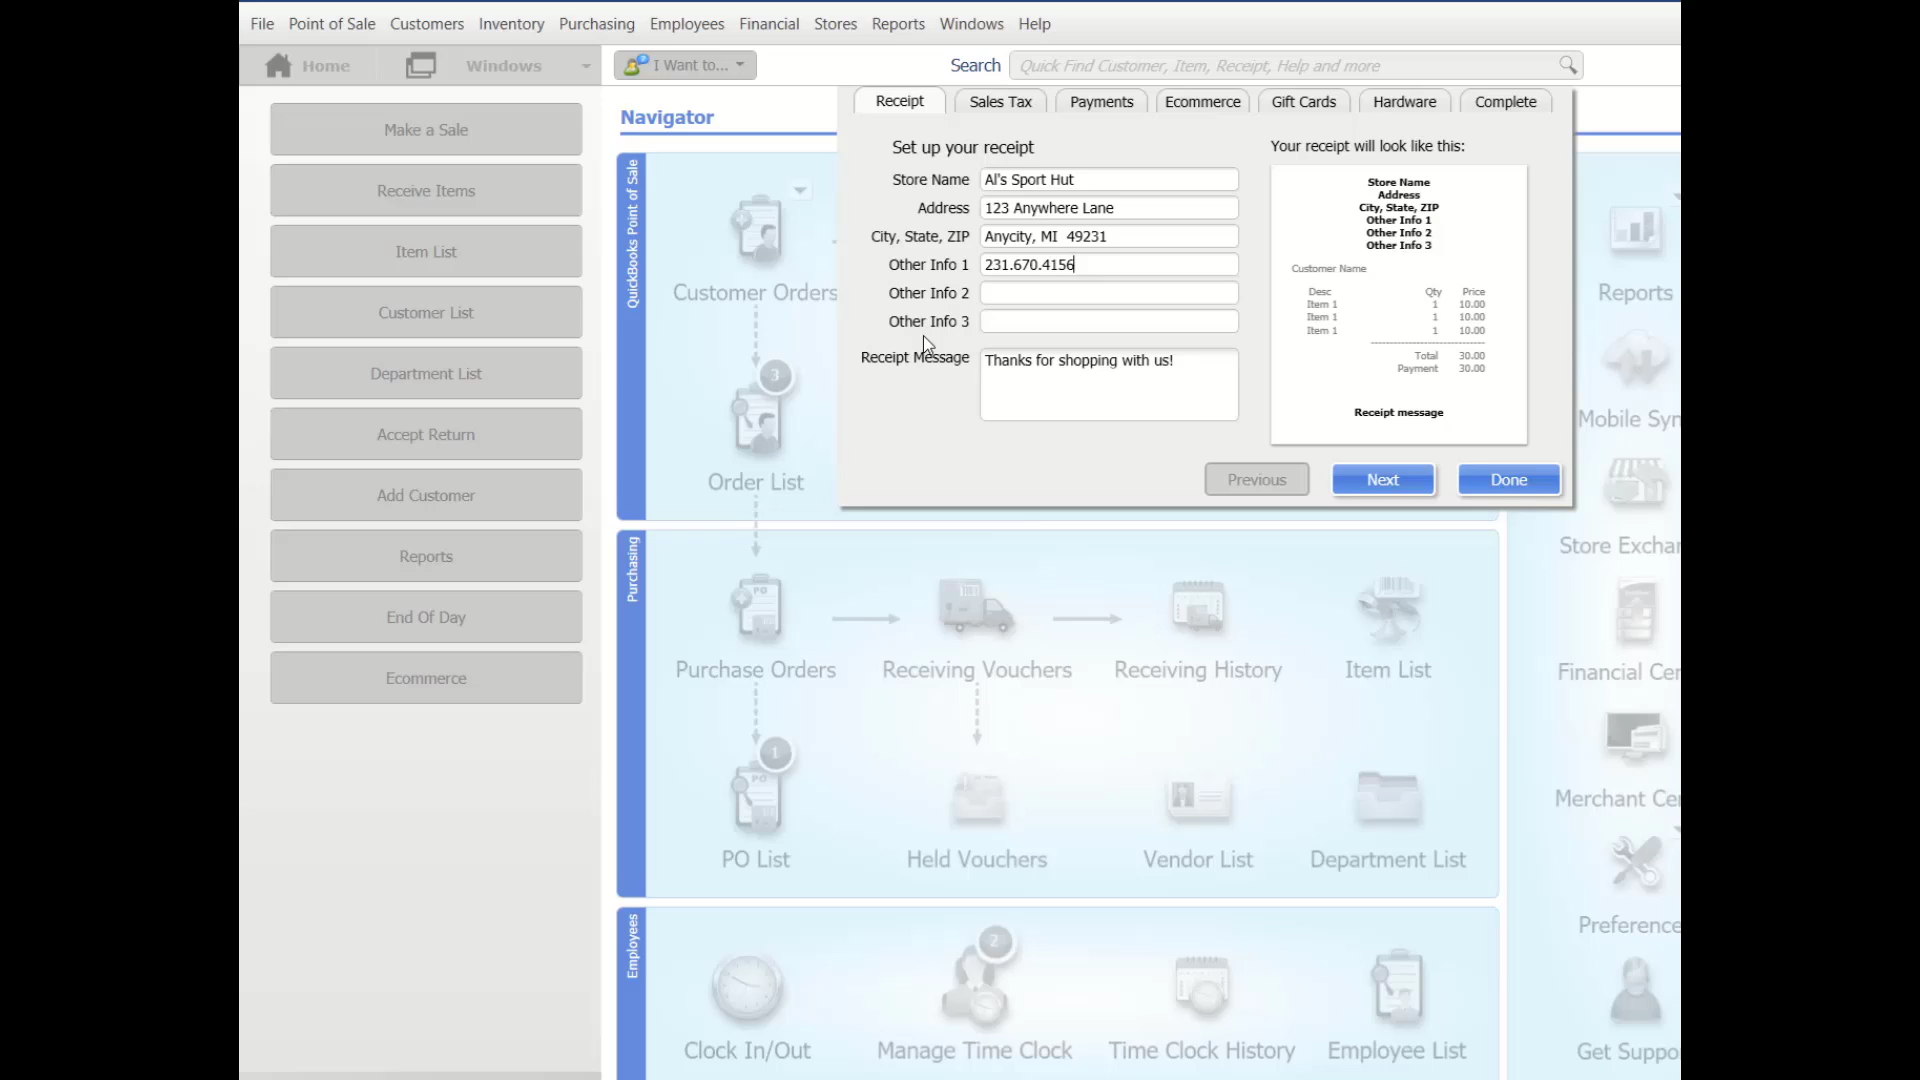 File Point of Sale Customers Inventory Purchasing Employees Financial Stores Reports Windows Help
Home Windows I Want to... Search Quick Find Customer, Item, Receipt, Help and more
Make a Sale
Receive Items
Item List
Customer List
Department List
Accept Return
Add Customer
Reports
End Of Day
Ecommerce
Navigator
Receipt Sales Tax Payments Ecommerce Gift Cards Hardware Complete
Set up your receipt
Store Name Al's Sport Hut
Address 123 Anywhere Lane
City, State, ZIP Anycity, MI 49231
Other Info 1 231.670.4156
Other Info 2
Other Info 3
Receipt Message Thanks for shopping with us!
Your receipt will look like this:
Store Name
Address
City, State, ZIP
Other Info 1
Other Info 2
Other Info 3
Customer Name
Desc Qty Price
Item 1 1 10.00
Item 1 1 10.00
Item 1 1 10.00
Total 30.00
Payment 30.00
Receipt message
Previous Next Done
QuickBooks Point of Sale
Customer Orders
3
Order List
Purchasing
PO
Purchase Orders Receiving Vouchers Receiving History Item List
1
PO
PO List Held Vouchers Vendor List Department List
Employees
2
Clock In/Out Manage Time Clock Time Clock History Employee List
Reports
Mobile Syn
Store Exchar
Financial Cer
Merchant Cer
Preference
Get Suppo